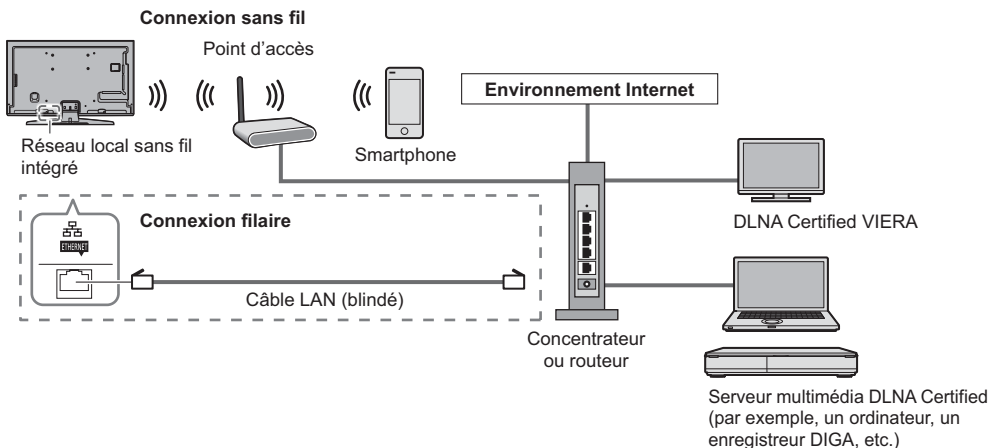 Connexion sans fil
Point d'accès
Environnement Internet
Réseau local sans fil
intégré
Smartphone
DLNA Certified VIERA
Connexion filaire
ETHERNET
Câble LAN (blindé)
Concentrateur
ou routeur
Serveur multimédia DLNA Certified
(par exemple, un ordinateur, un
enregistreur DIGA, etc.)